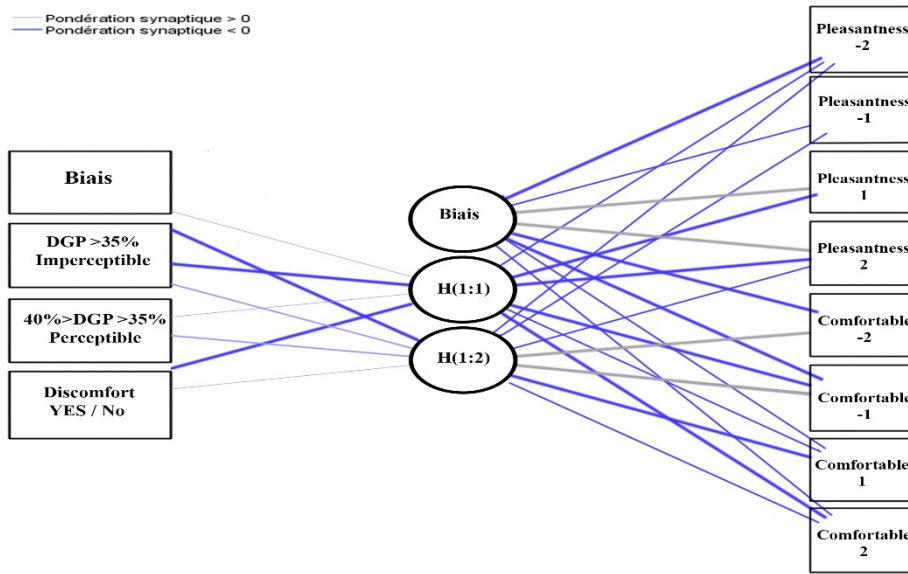 Pondération synaptique > 0
Pondération synaptique < 0
Biais
DGP >35%
Imperceptible
40%>DGP >35%
Perceptible
Discomfort
YES / No
Biais
H(1:1)
H(1:2)
Pleasantness
-2
Pleasantness
-1
Pleasantness
1
Pleasantness
2
Comfortable
-2
Comfortable
-1
Comfortable
1
Comfortable
2